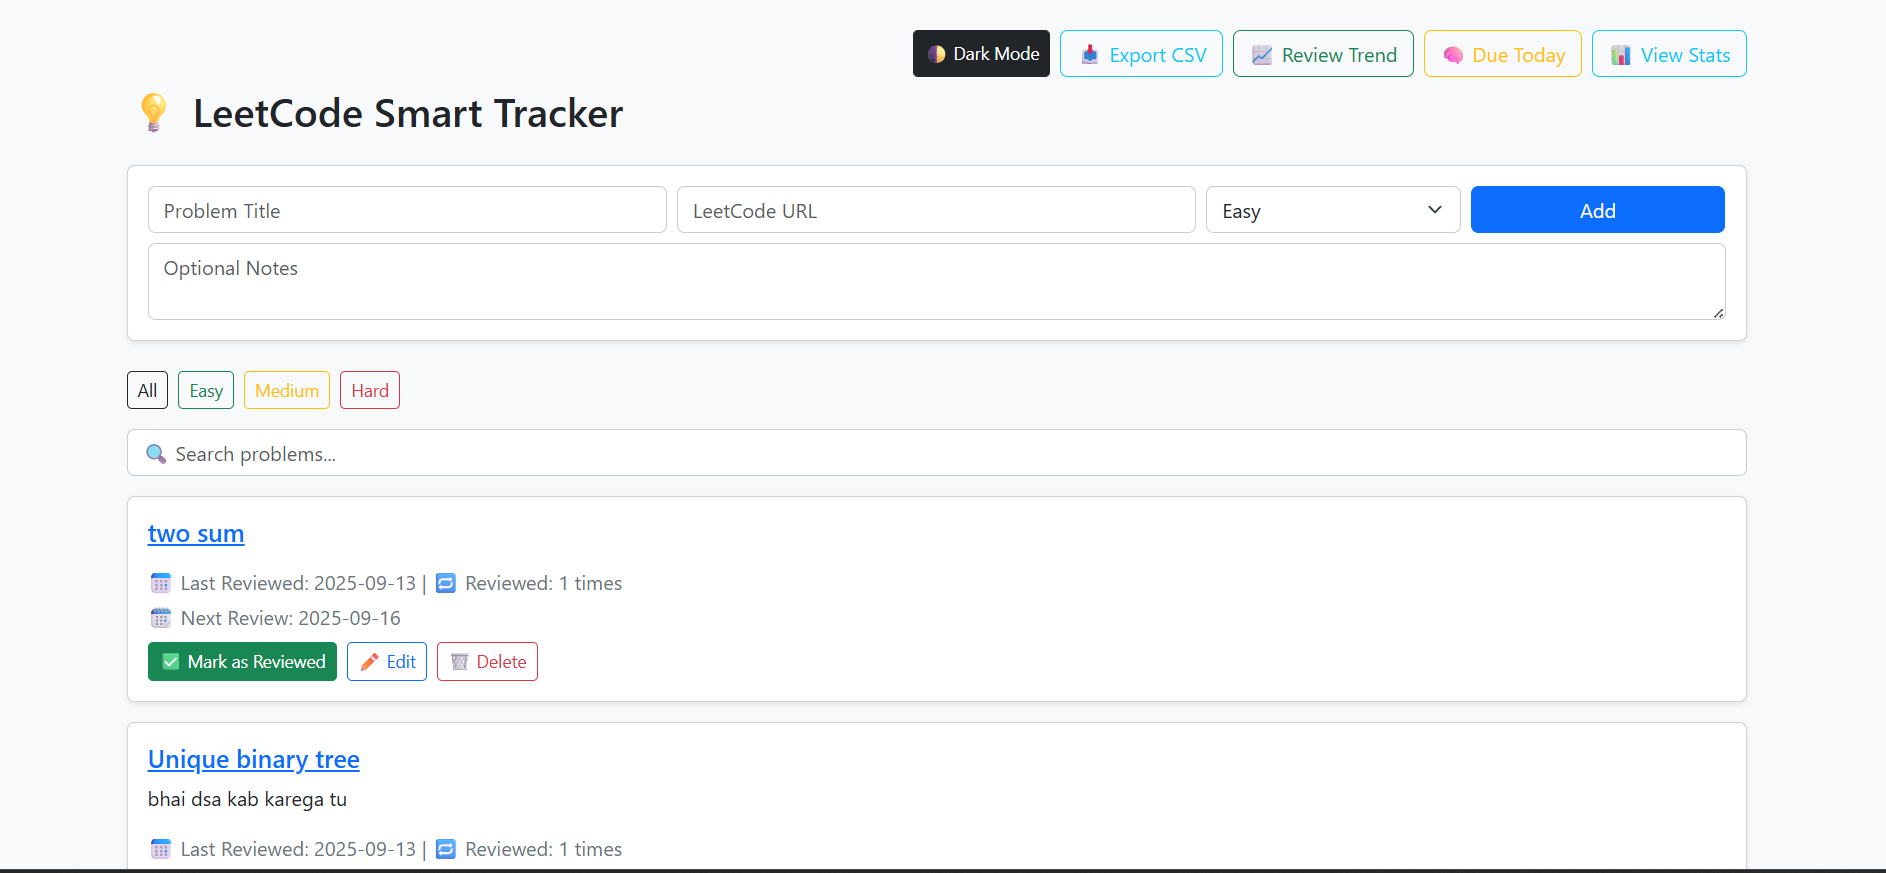 Dark Mode Export CSV Review Trend Due Today View Stats
LeetCode Smart Tracker
Problem Title LeetCode URL Easy Add
Optional Notes
All Easy Medium Hard
Search problems...
two sum
Last Reviewed: 2025-09-13 | Reviewed: 1 times
Next Review: 2025-09-16
Mark as Reviewed Edit Delete
Unique binary tree
bhai dsa kab karega tu
Last Reviewed: 2025-09-13 | Reviewed: 1 times